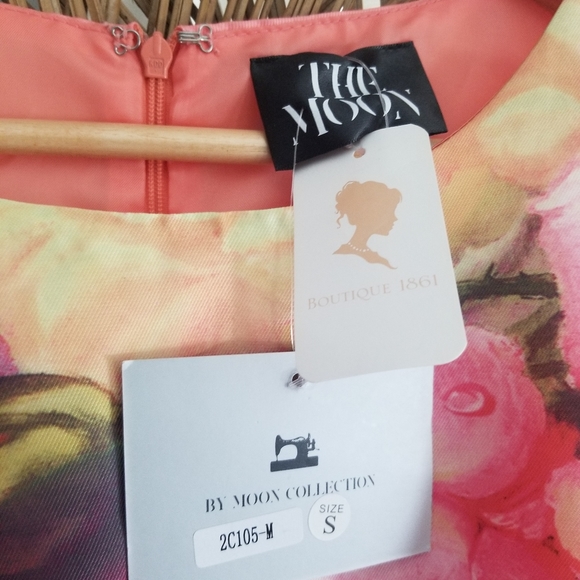 THE
MOON
BOUTIQUE 1861
BY MOON COLLECTION
2C105-M
SIZE
S